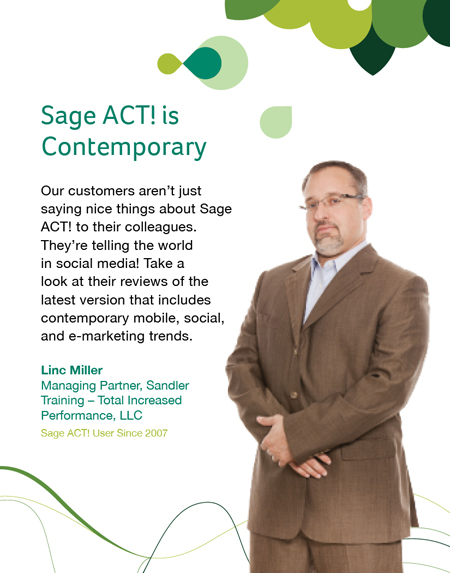 Sage ACT! is
Contemporary
Our customers aren't just
saying nice things about Sage
ACT! to their colleagues.
They're telling the world
in social media! Take a
look at their reviews of the
latest version that includes
contemporary mobile, social,
and e-marketing trends.
Linc Miller
Managing Partner, Sandler
Training – Total Increased
Performance, LLC
Sage ACT! User Since 2007